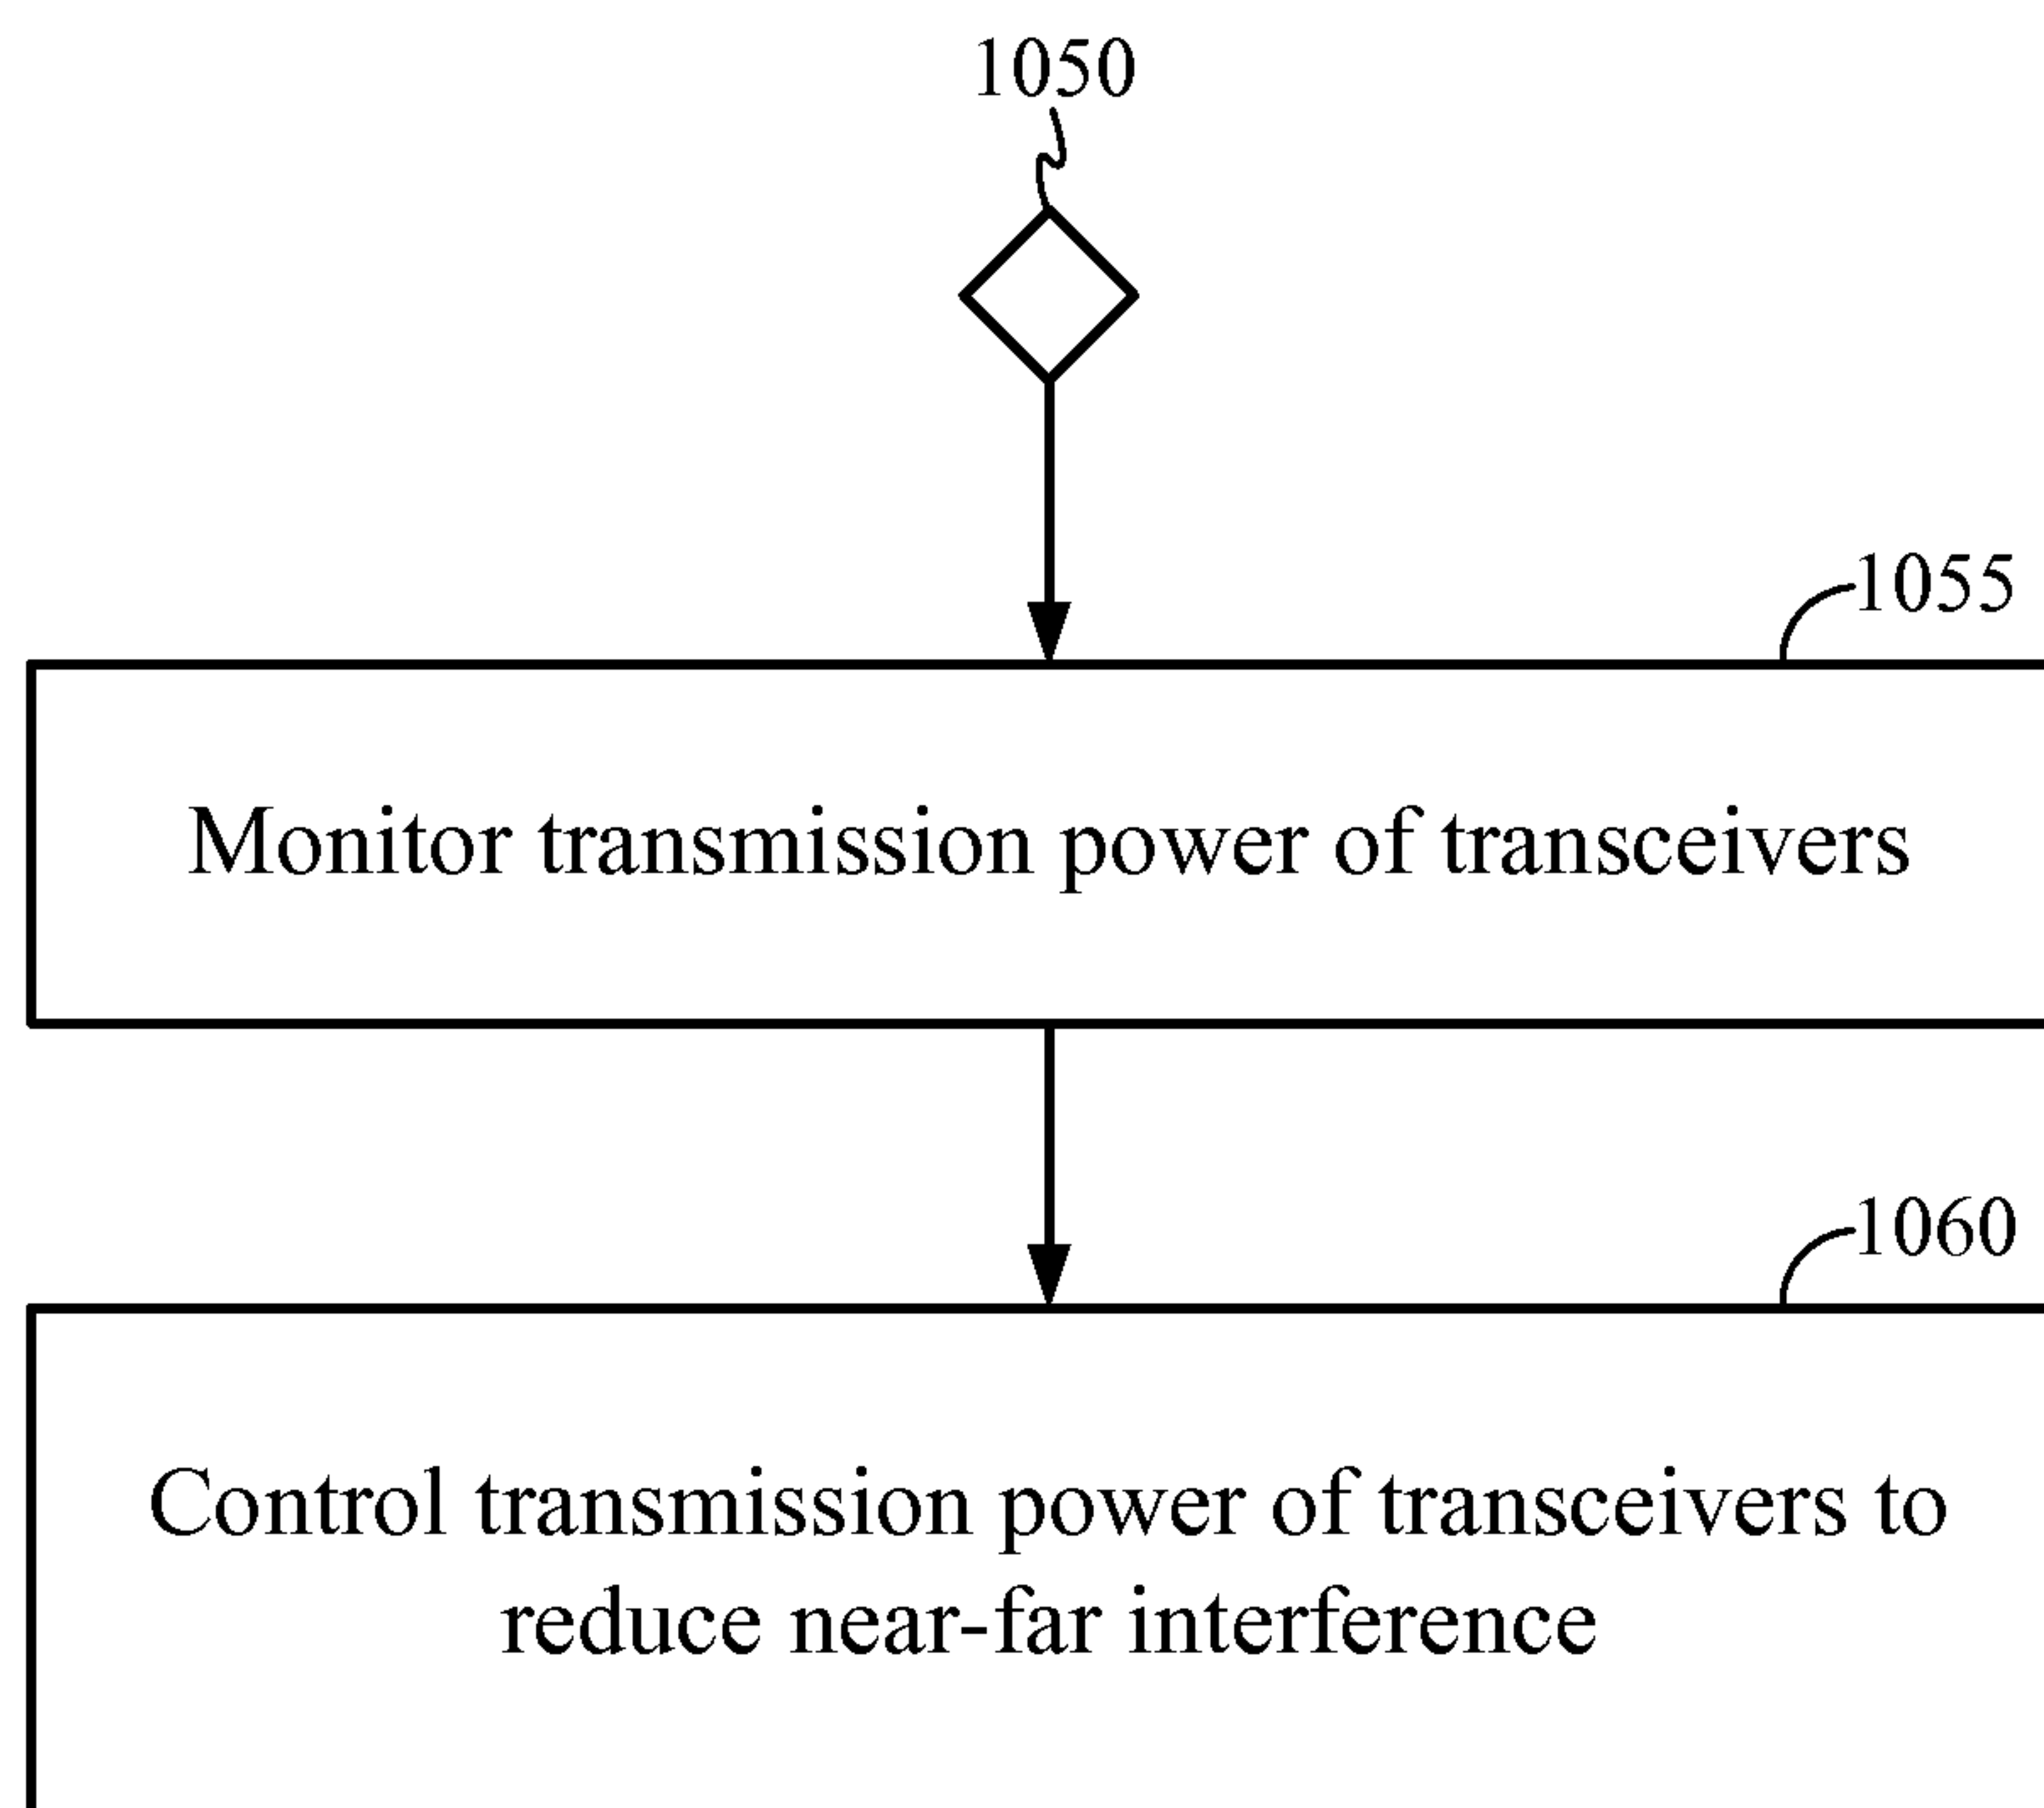 1050
1055
Monitor transmission power of transceivers
1060
Control transmission power of transceivers to
reduce near-far interference